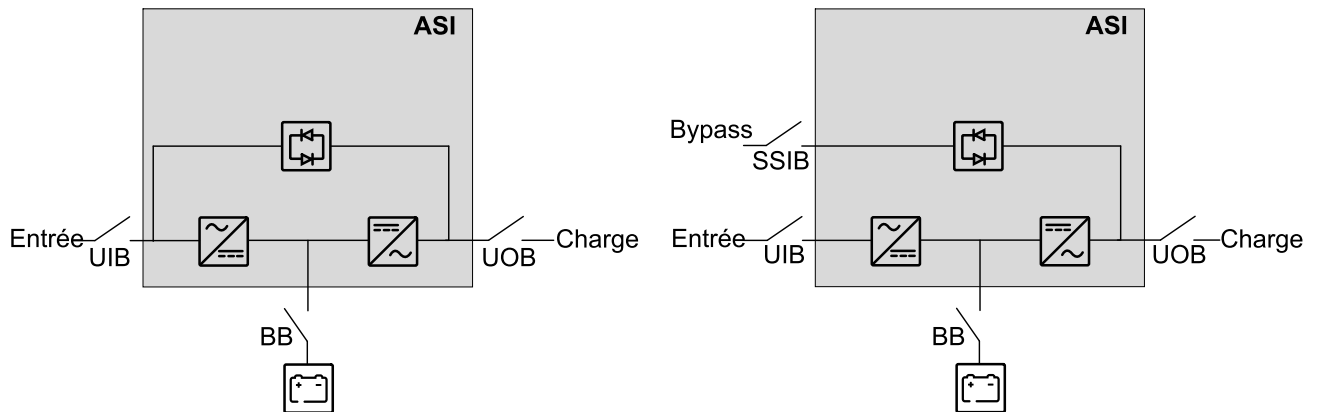 ASI
Entrée
UIB
UOB
Charge
BB
ASI
Bypass
SSIB
Entrée
UIB
UOB
Charge
BB